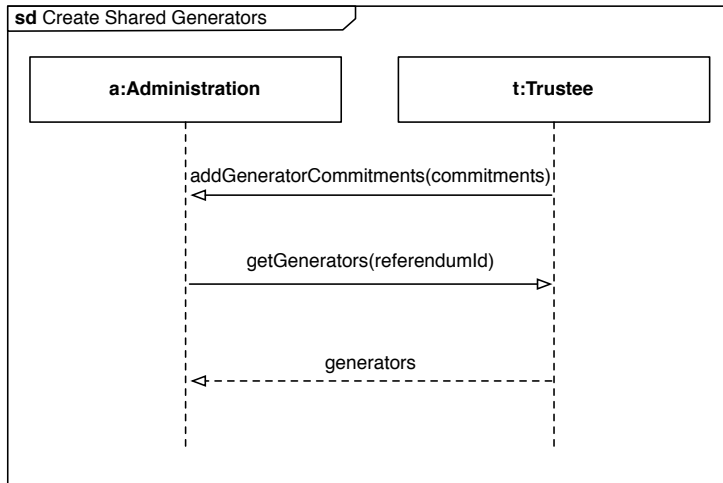 sd Create Shared Generators
a:Administration
t:Trustee
addGeneratorCommitments(commitments)
getGenerators(referendumId)
generators